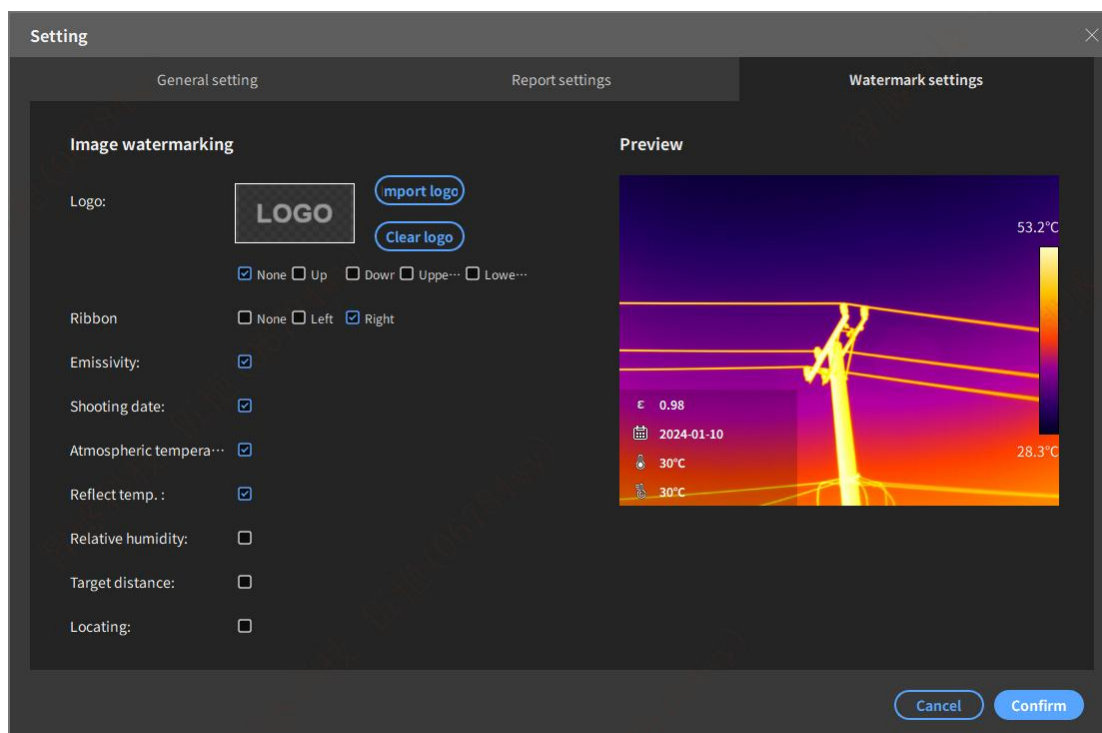 Setting
General setting
Report settings
Watermark settings
Image watermarking
Preview
Logo:
LOGO
mport logo
Clear logo
None
Up
Dowr
Uppe…
Lowe…
Ribbon
None
Left
Right
Emissivity:
Shooting date:
Atmospheric tempera…
Reflect temp. :
Relative humidity:
Target distance:
Locating:
53.2°C
ε 0.98
2024-01-10
30°C
30°C
28.3°C
Cancel
Confirm